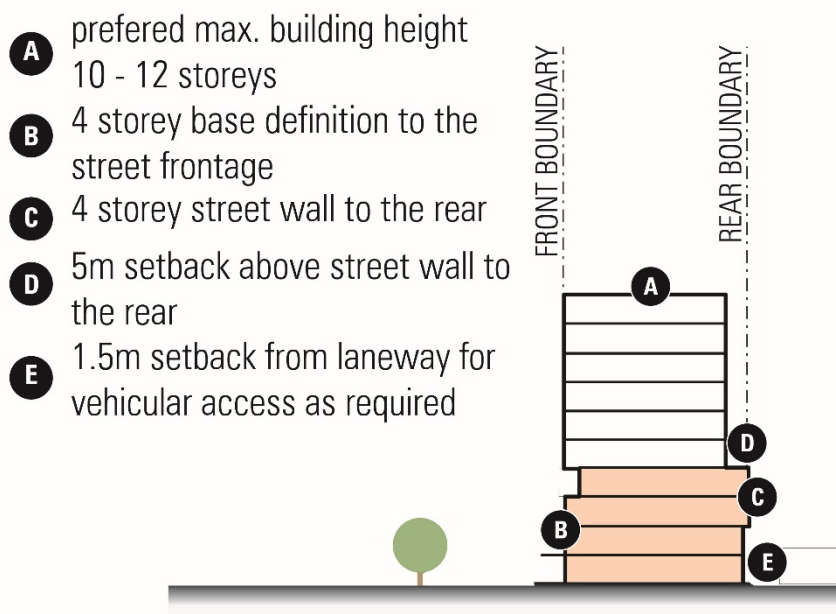 A prefered max. building height
10 - 12 storeys
B 4 storey base definition to the
street frontage
C 4 storey street wall to the rear
D 5m setback above street wall to
the rear
E 1.5m setback from laneway for
vehicular access as required
FRONT BOUNDARY
REAR BOUNDARY
A
D
C
B
E